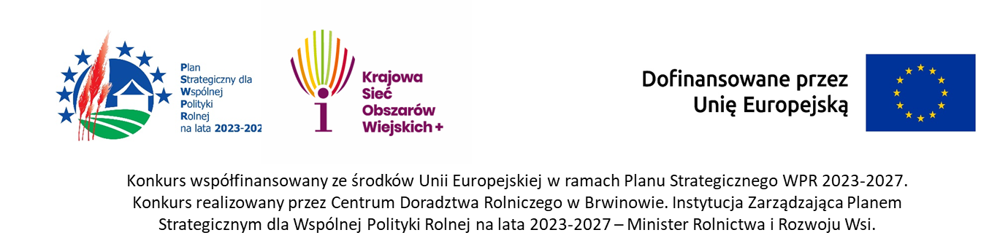 Plan
Strategiczny dla
Wspólnej
Polityki
Rolnej
na lata 2023-202
Krajowa
Sieć
Obszarów
Wiejskich +
Dofinansowane przez
Unię Europejską
Konkurs współfinansowany ze środków Unii Europejskiej w ramach Planu Strategicznego WPR 2023-2027.
Konkurs realizowany przez Centrum Doradztwa Rolniczego w Brwinowie. Instytucja Zarządzająca Planem
Strategicznym dla Wspólnej Polityki Rolnej na lata 2023-2027 – Minister Rolnictwa i Rozwoju Wsi.